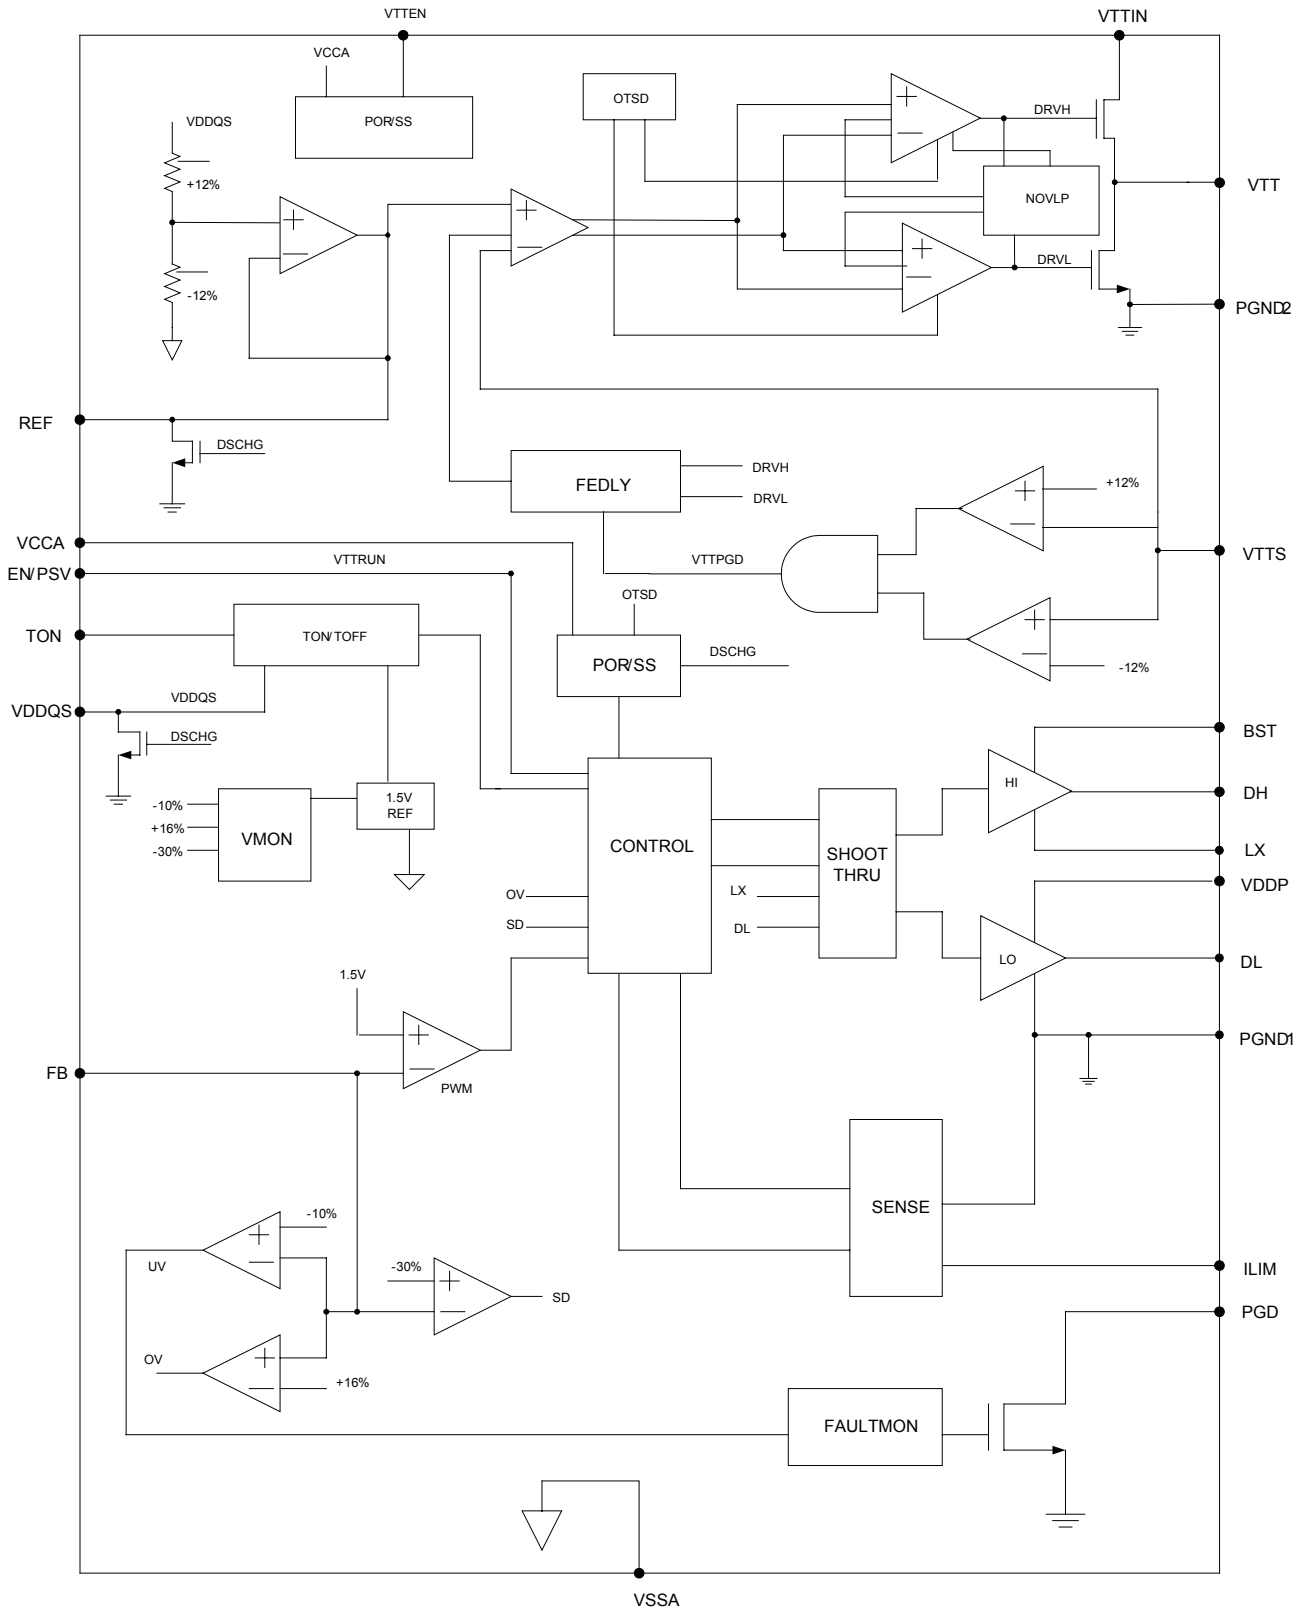 VTTEN
VTTIN
VCCA
POR/SS
OTSD
VDDQS
+12%
-12%
+
—
+
—
+
—
+
—
DRVH
NOVLP
DRVL
VTT
PGND2
REF
DSCHG
FEDLY
DRVH
DRVL
+
—
+12%
VCCA
EN/PSV
VTTRUN
VTTPGD
VTTS
OTSD
TON
TON/TOFF
POR/SS
DSCHG
+
—
-12%
VDDQS
VDDQS
DSCHG
BST
HI
DH
-10%
+16%
-30%
VMON
1.5V
REF
CONTROL
SHOOT
THRU
LX
VDDP
OV
SD
LX
DL
LO
DL
1.5V
+
—
PWM
PGND1
FB
SENSE
-10%
+
—
UV
-30%
+
—
SD
ILIM
PGD
OV
+
—
+16%
FAULTMON
VSSA